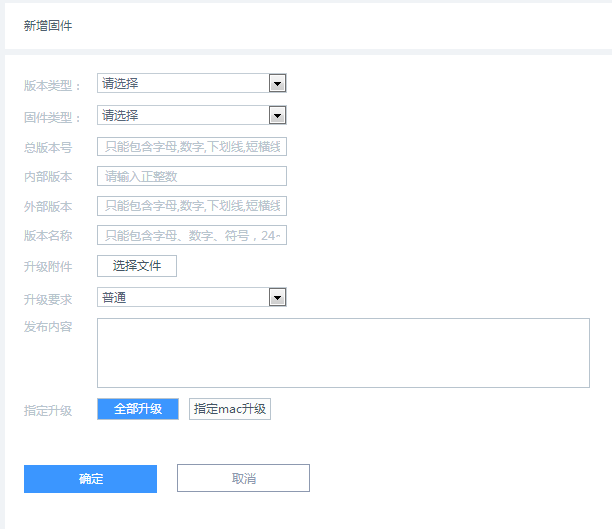 新增固件
版本类型： 请选择
固件类型： 请选择
总版本号 只能包含字母,数字,下划线,短横线
内部版本 请输入正整数
外部版本 只能包含字母,数字,下划线,短横线
版本名称 只能包含字母、数字、符号，24-
升级附件 选择文件
升级要求 普通
发布内容
指定升级 全部升级 指定mac升级
确定 取消